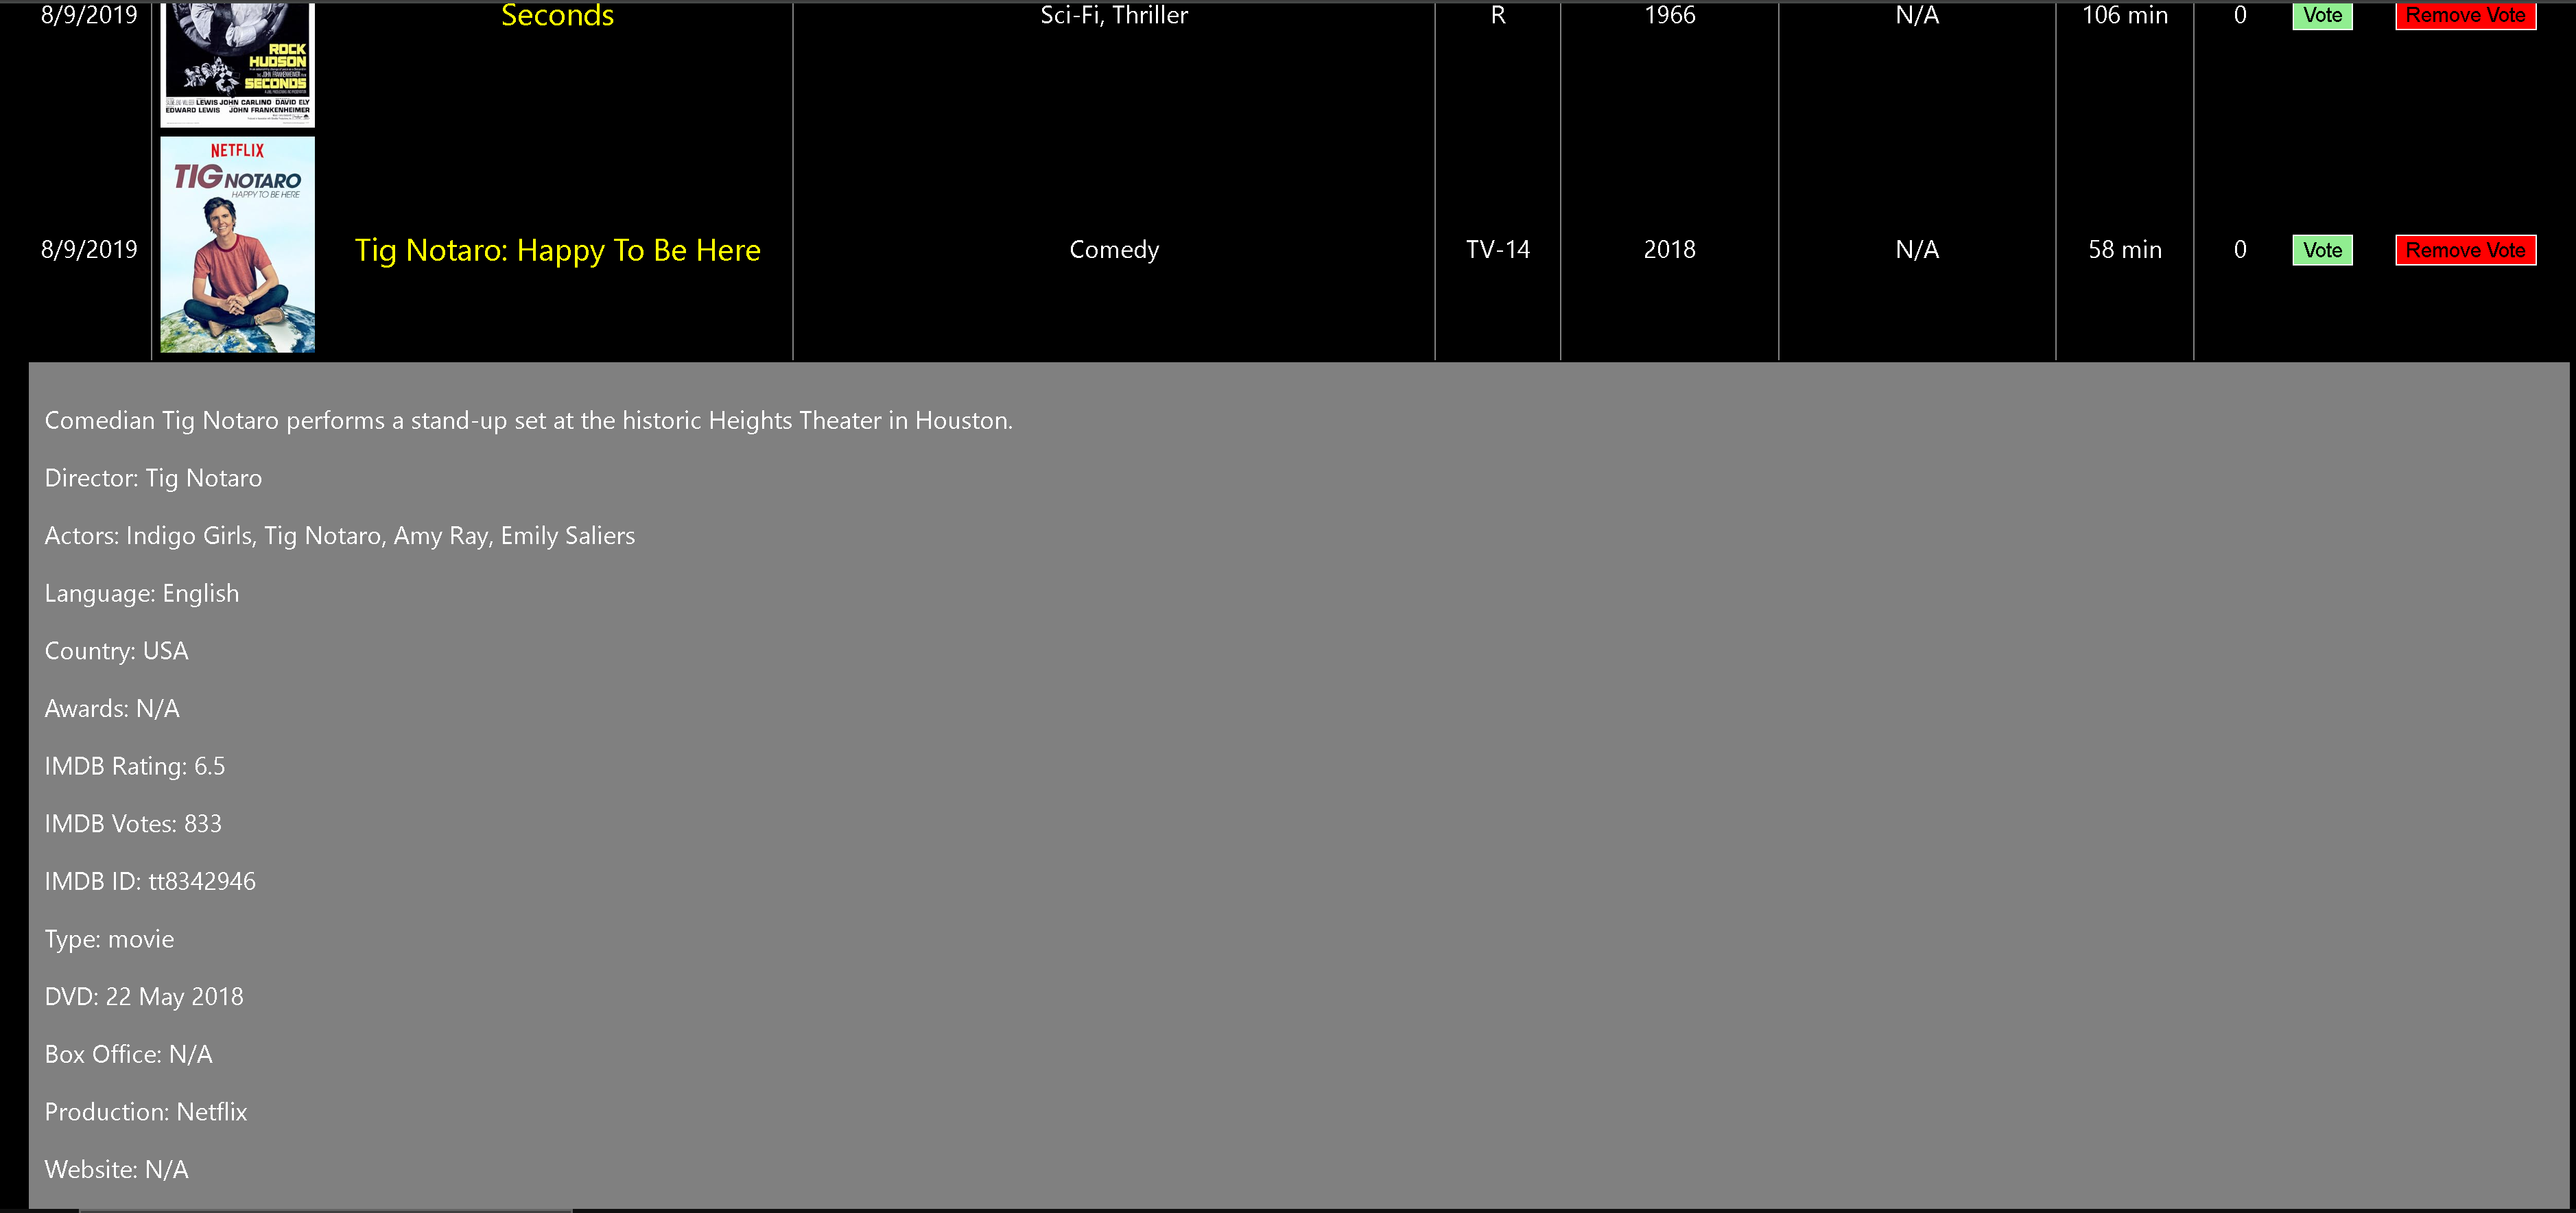 8/9/2019 Seconds Sci-Fi, Thriller R 1966 N/A 106 min 0 Vote Remove Vote
ROCK
HUDSON
SECONDS
LEWIS JOHN CARLINO DAVID ELY
EDWARD LEWIS JOHN FRANKENHEIMER
NETFLIX
TIG NOTARO
HAPPY TO BE HERE
8/9/2019 Tig Notaro: Happy To Be Here Comedy TV-14 2018 N/A 58 min 0 Vote Remove Vote
Comedian Tig Notaro performs a stand-up set at the historic Heights Theater in Houston.
Director: Tig Notaro
Actors: Indigo Girls, Tig Notaro, Amy Ray, Emily Saliers
Language: English
Country: USA
Awards: N/A
IMDB Rating: 6.5
IMDB Votes: 833
IMDB ID: tt8342946
Type: movie
DVD: 22 May 2018
Box Office: N/A
Production: Netflix
Website: N/A